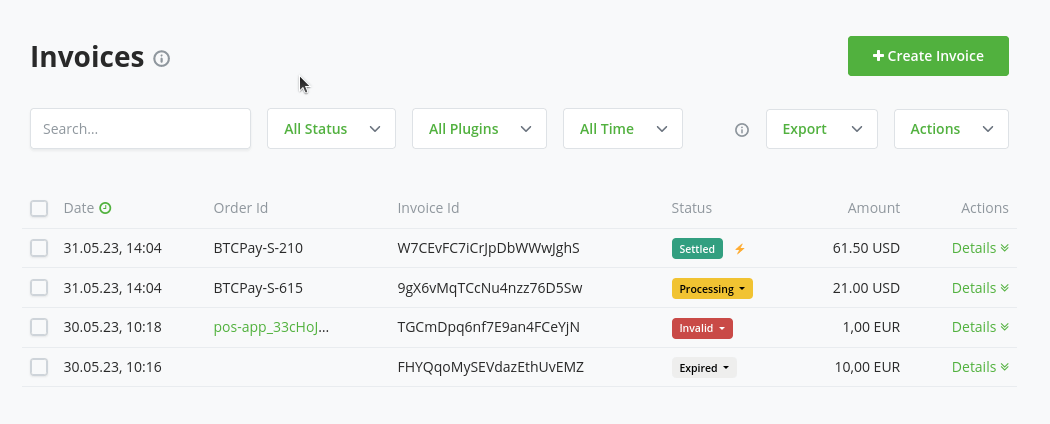 Invoices
Create Invoice
Search...
All Status
All Plugins
All Time
Export
Actions
Date Order Id Invoice Id Status Amount Actions
31.05.23, 14:04 BTCPay-S-210 W7CEvFC7iCrJpDbWWwJghS Settled 61.50 USD Details
31.05.23, 14:04 BTCPay-S-615 9gX6vMqTCcNu4nzz76D5Sw Processing 21.00 USD Details
30.05.23, 10:18 pos-app_33cHoJ... TGCmDpq6nf7E9an4FCeYjN Invalid 1,00 EUR Details
30.05.23, 10:16 FHYQqoMySEVdazEthUvEMZ Expired 10,00 EUR Details